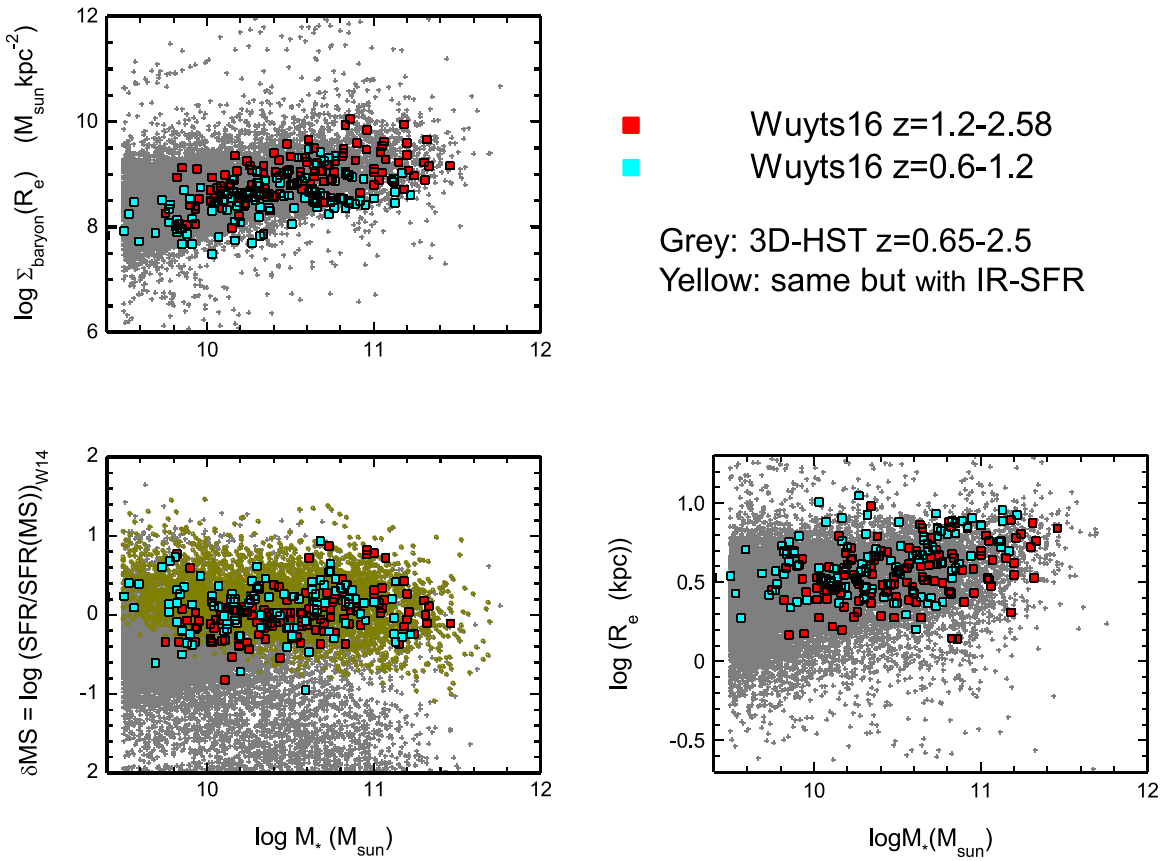 12
11
10
9
8
7
6
10
11
12
log Σbaryon(Re) (Msun kpc-2)
Wuyts16 z=1.2-2.58
Wuyts16 z=0.6-1.2
Grey: 3D-HST z=0.65-2.5
Yellow: same but with IR-SFR
2
1
0
-1
2
10
11
12
δMS = log (SFR/SFR(MS))W14
log M* (Msun)
1.0
0.5
0
-0.5
10
11
12
log (Re (kpc))
logM*(Msun)